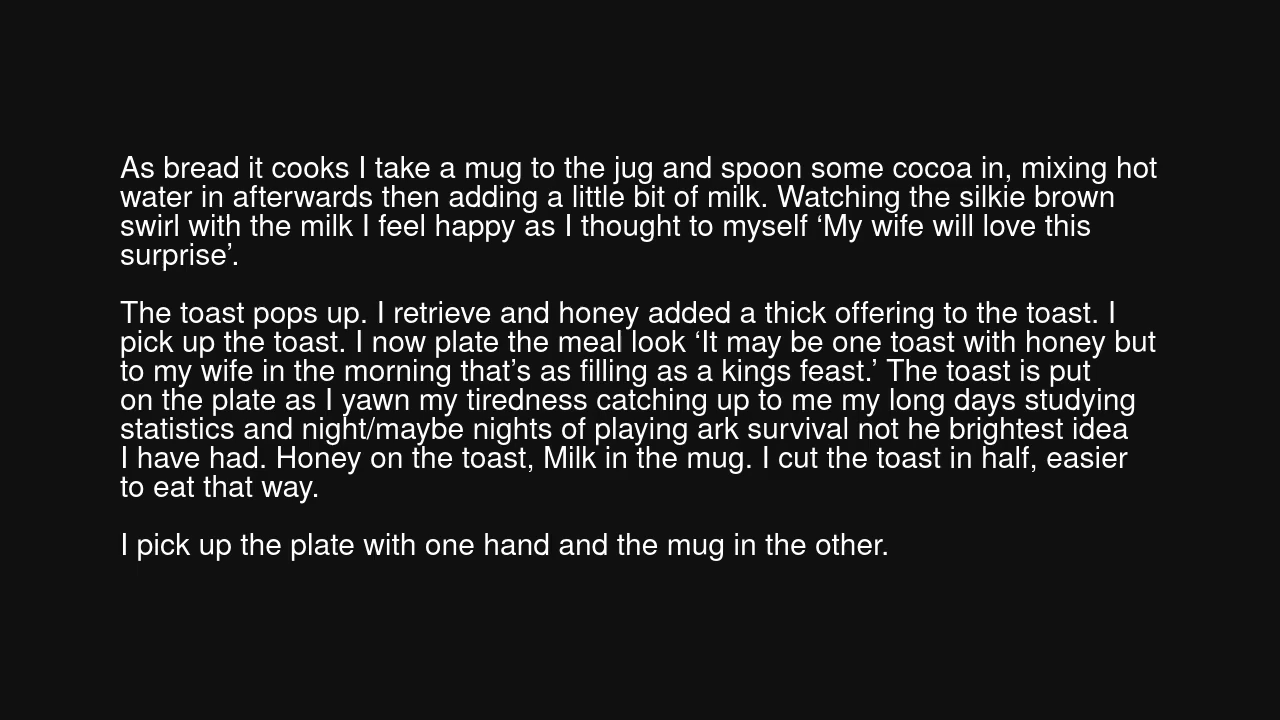 As bread it cooks I take a mug to the jug and spoon some cocoa in, mixing hot
water in afterwards then adding a little bit of milk. Watching the silkie brown
swirl with the milk I feel happy as I thought to myself ‘My wife will love this
surprise’.
The toast pops up. I retrieve and honey added a thick offering to the toast. I
pick up the toast. I now plate the meal look ‘It may be one toast with honey but
to my wife in the morning that’s as filling as a kings feast.’ The toast is put
on the plate as I yawn my tiredness catching up to me my long days studying
statistics and night/maybe nights of playing ark survival not he brightest idea
I have had. Honey on the toast, Milk in the mug. I cut the toast in half, easier
to eat that way.
I pick up the plate with one hand and the mug in the other.